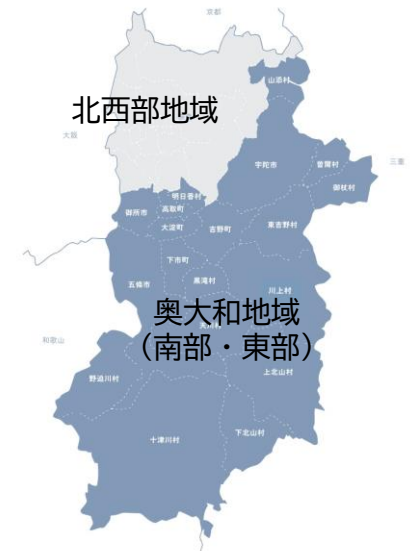 京都
山添村
北西部地域
大阪
三重
宇陀市
曽爾村
御杖村
明日香村
御所市
高取町
大淀町
吉野町
東吉野村
下市町
黒滝村
五條市
川上村
奥大和地域
天川村
(南部・東部)
和歌山
野迫川村
上北山村
下北山村
十津川村